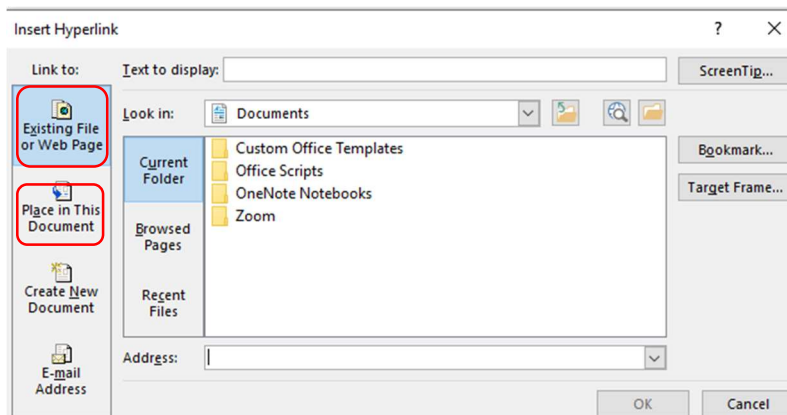 Insert Hyperlink
?
Link to:
Text to display:
ScreenTip...
Existing File
or Web Page
Look in:
Documents
Current
Folder
Custom Office Templates
Office Scripts
OneNote Notebooks
Zoom
Bookmark...
Target Frame...
Place in This
Document
Browsed
Pages
Create New
Document
Recent
Files
E-mail
Address
Address:
OK
Cancel